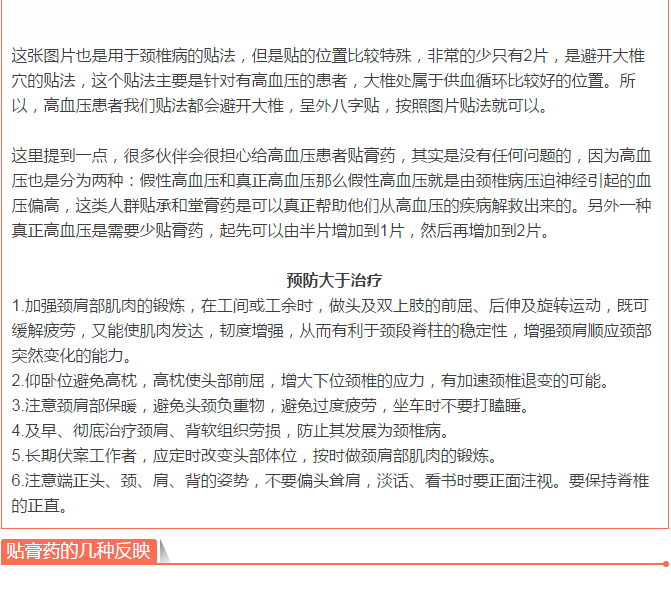 这张图片也是用于颈椎病的贴法，但是贴的位置比较特殊，非常的少只有2片，是避开大椎
穴的贴法，这个贴法主要是针对有高血压的患者，大椎处属于供血循环比较好的位置。所
以，高血压患者我们贴法都会避开大椎，呈外八字贴，按照图片贴法就可以。
这里提到一点，很多伙伴会很担心给高血压患者贴膏药，其实是没有任何问题的，因为高血
压也是分为两种：假性高血压和真正高血压那么假性高血压就是由颈椎病压迫神经引起的血
压偏高，这类人群贴承和堂膏药是可以真正帮助他们从高血压的疾病解救出来的。另外一种
真正高血压是需要少贴膏药，起先可以由半片增加到1片，然后再增加到2片。
预防大于治疗
1.加强颈肩部肌肉的锻炼，在工间或工余时，做头及双上肢的前屈、后伸及旋转运动，既可
缓解疲劳，又能使肌肉发达，韧度增强，从而有利于颈段脊柱的稳定性，增强颈肩顺应颈部
突然变化的能力。
2.仰卧位避免高枕，高枕使头部前屈，增大下位颈椎的应力，有加速颈椎退变的可能。
3.注意颈肩部保暖，避免头颈负重物，避免过度疲劳，坐车时不要打瞌睡。
4.及早、彻底治疗颈肩、背软组织劳损，防止其发展为颈椎病。
5.长期伏案工作者，应定时改变头部体位，按时做颈肩部肌肉的锻炼。
6.注意端正头、颈、肩、背的姿势，不要偏头耸肩，淡话、看书时要正面注视。要保持脊椎
的正直。
贴膏药的几种反映